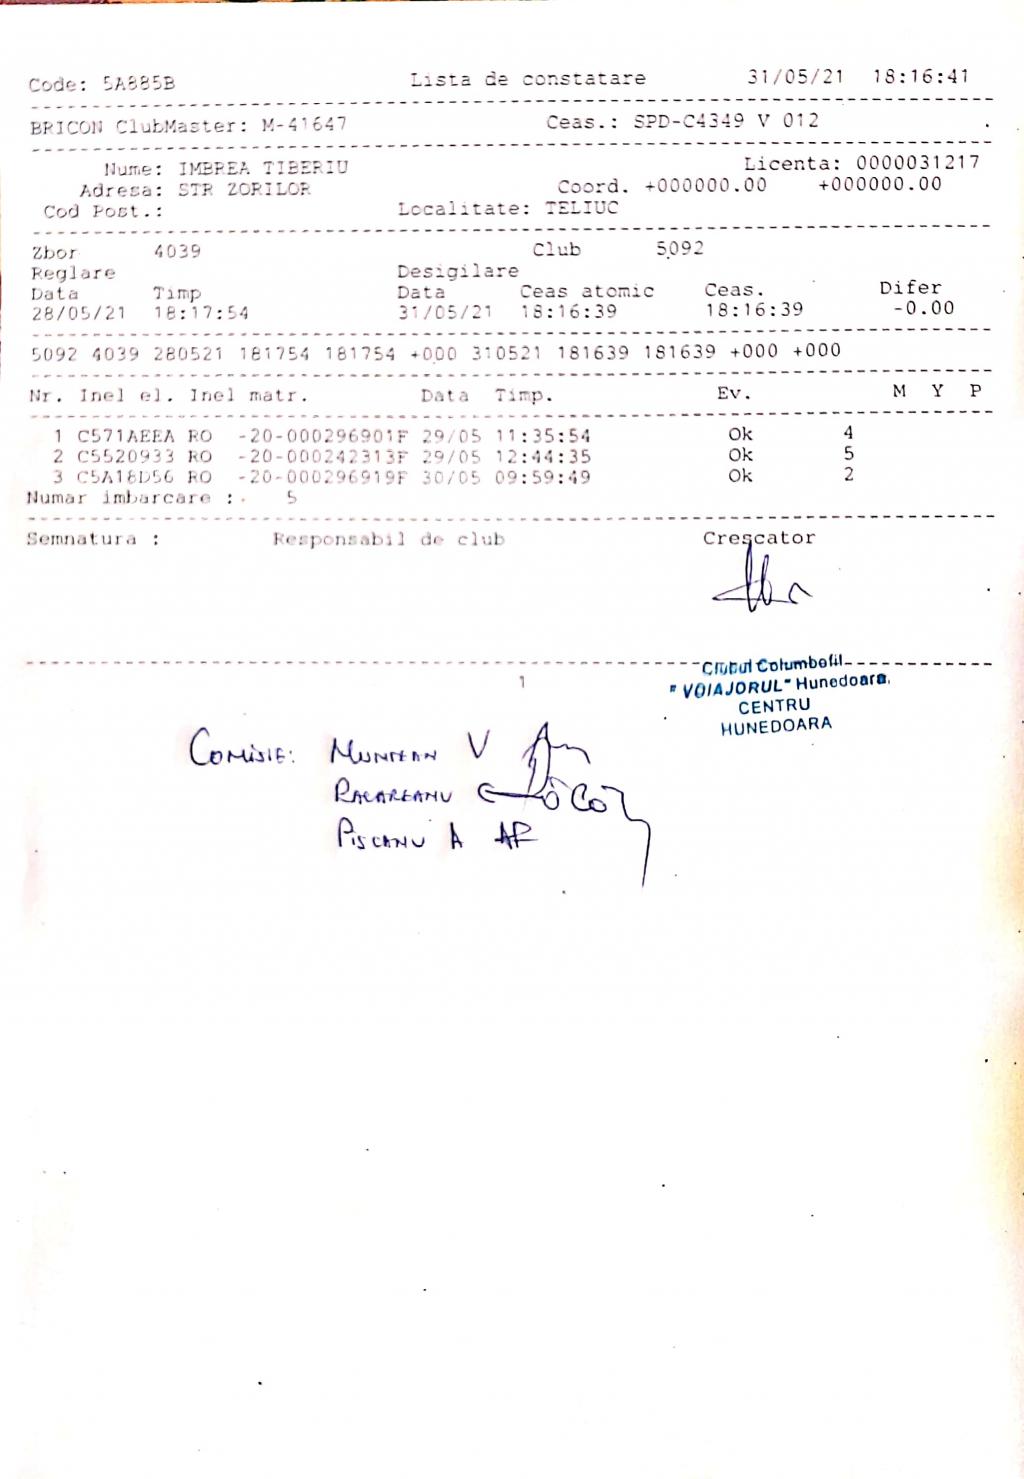 Code: 5A885B Lista de constatare 31/05/21 18:16:41
BRICON ClubMaster: M-41647 Ceas.: SPD-C4349 V 012
Nume: IMBREA TIBERIU Licenta: 0000031217
Adresa: STR ZORILOR Coord. +000000.00 +000000.00
Cod Post.: Localitate: TELIUC
Zbor 4039 Club 5092
Reglare Desigilare
Data Timp Data Ceas atomic Ceas. Difer
28/05/21 18:17:54 31/05/21 18:16:39 18:16:39 -0.00
5092 4039 280521 181754 181754 +000 310521 181639 181639 +000 +000
Nr. Inel el. Inel matr. Data Timp. Ev. M Y P
1 C571AEEA RO -20-000296901F 29/05 11:35:54 Ok 4
2 C5520933 RO -20-000242313F 29/05 12:44:35 Ok 5
3 C5A18D56 RO -20-000296919F 30/05 09:59:49 Ok 2
Numar imbarcare : 5
Semnatura : Responsabil de club Crescator
Clubul Columbofil
"VOIAJORUL" Hunedoara
CENTRU
HUNEDOARA
1
Comisie: Muntean V
Racareanu C
Piscanu A